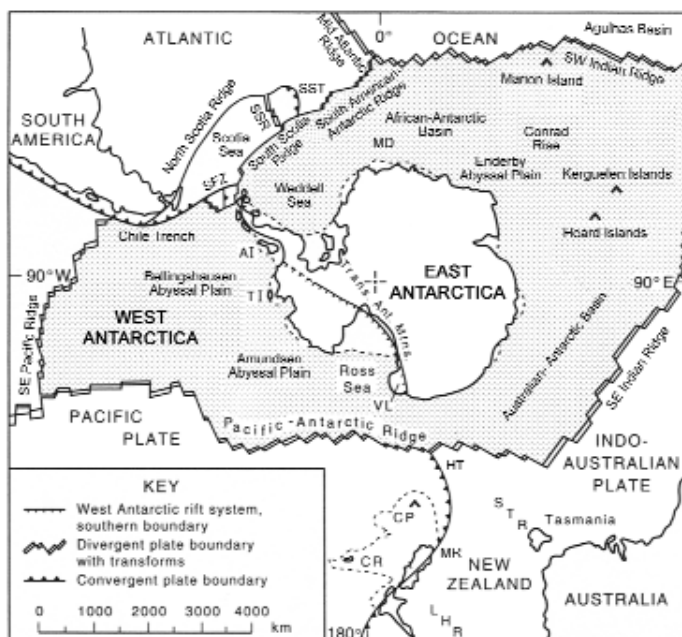 0°
ATLANTIC
OCEAN
Agulhas Basin
Mid Atlantic
Ridge
SW Indian Ridge
Marion Island
SST
SSR
North Scotia Ridge
South-American-
Antarctic Ridge
African-Antarctic
Basin
Conrad
Rise
SOUTH
AMERICA
Scotia
Sea
South Scotia
Ridge
MD
Enderby
Abyssal Plain
Kerguelen Islands
SFZ
Weddell
Sea
Heard Islands
Chile Trench
AI
90°W
Bellingshausen
Abyssal Plain
TI
Trans Ant Mtns
EAST
ANTARCTICA
90°E
WEST
ANTARCTICA
SE Pacific Ridge
Amundsen
Abyssal Plain
Ross
Sea
VL
Australian-Antarctic Basin
SE Indian Ridge
PACIFIC
PLATE
Pacific-Antarctic Ridge
INDO-
AUSTRALIAN
PLATE
HT
KEY
West Antarctic rift system,
southern boundary
Divergent plate boundary
with transforms
Convergent plate boundary
0 1000 2000 3000 4000
km
CP
CR
MR
STR
Tasmania
NEW
ZEALAND
AUSTRALIA
LHR
180°